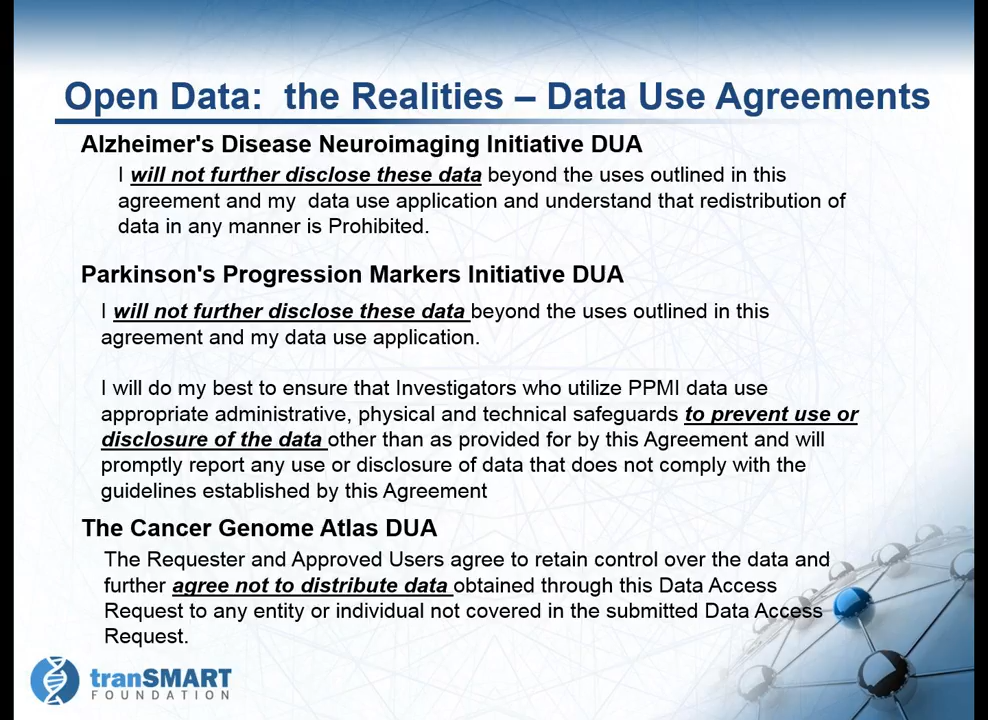 Open Data:  the Realities – Data Use Agreements
Alzheimer's Disease Neuroimaging Initiative DUA
I will not further disclose these data beyond the uses outlined in this
agreement and my  data use application and understand that redistribution of
data in any manner is Prohibited.
Parkinson's Progression Markers Initiative DUA
I will not further disclose these data beyond the uses outlined in this
agreement and my data use application.
I will do my best to ensure that Investigators who utilize PPMI data use
appropriate administrative, physical and technical safeguards to prevent use or
disclosure of the data other than as provided for by this Agreement and will
promptly report any use or disclosure of data that does not comply with the
guidelines established by this Agreement
The Cancer Genome Atlas DUA
The Requester and Approved Users agree to retain control over the data and
further agree not to distribute data obtained through this Data Access
Request to any entity or individual not covered in the submitted Data Access
Request.
tranSMART
FOUNDATION